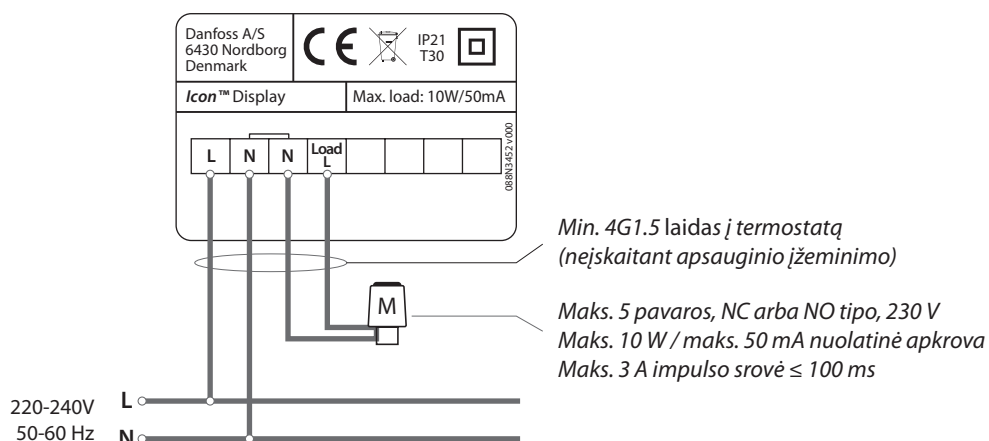 Danfoss A/S
6430 Nordborg
Denmark
IP21
T30
Icon™ Display
Max. load: 10W/50mA
L N N Load L
088N3452 v000
Min. 4G1.5 laidas į termostatą
(neįskaitant apsauginio įžeminimo)
M
Maks. 5 pavaros, NC arba NO tipo, 230 V
Maks. 10 W / maks. 50 mA nuolatinė apkrova
Maks. 3 A impulso srovė ≤ 100 ms
220-240V L
50-60 Hz N